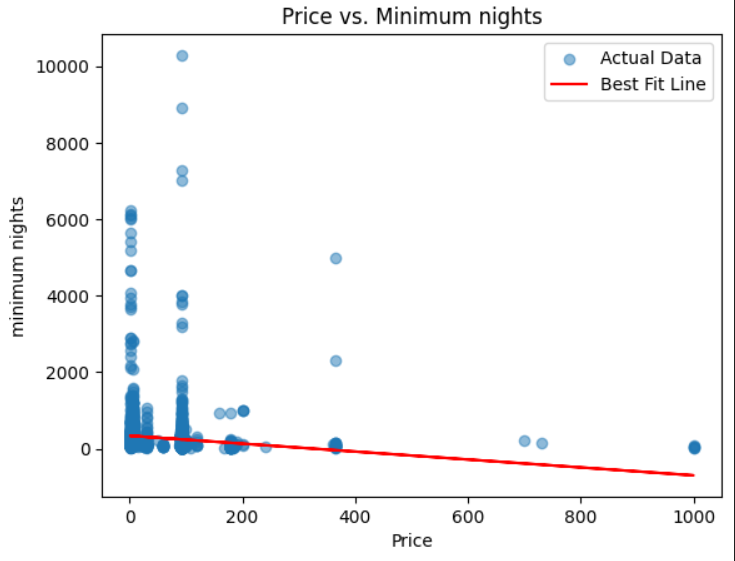 Price vs. Minimum nights
Actual Data
Best Fit Line
10000
8000
6000
4000
2000
0
minimum nights
0 200 400 600 800 1000
Price